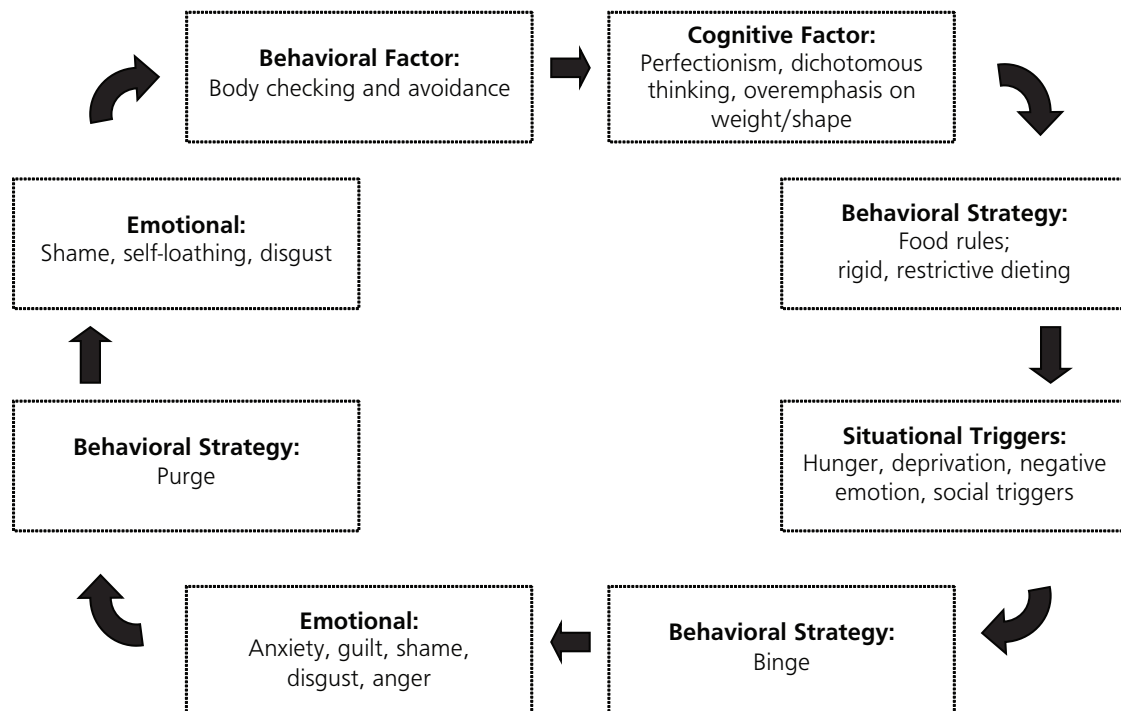 Behavioral Factor:
Body checking and avoidance
Cognitive Factor:
Perfectionism, dichotomous
thinking, overemphasis on
weight/shape
Behavioral Strategy:
Food rules;
rigid, restrictive dieting
Situational Triggers:
Hunger, deprivation, negative
emotion, social triggers
Behavioral Strategy:
Binge
Emotional:
Anxiety, guilt, shame,
disgust, anger
Behavioral Strategy:
Purge
Emotional:
Shame, self-loathing, disgust